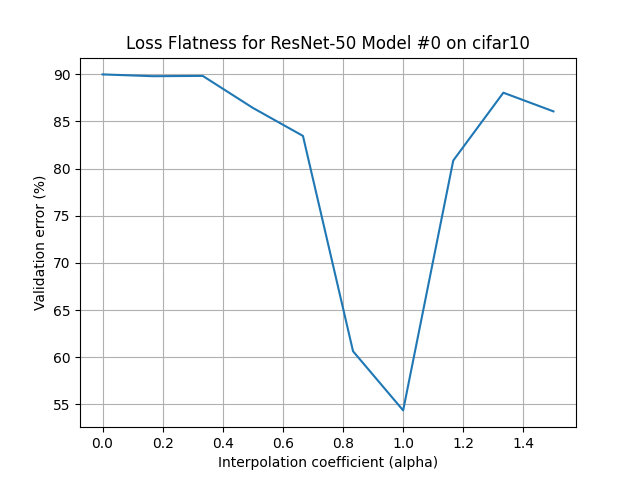 Loss Flatness for ResNet-50 Model #0 on cifar10
90
85
80
75
70
65
60
55
Validation error (%)
0.0 0.2 0.4 0.6 0.8 1.0 1.2 1.4
Interpolation coefficient (alpha)